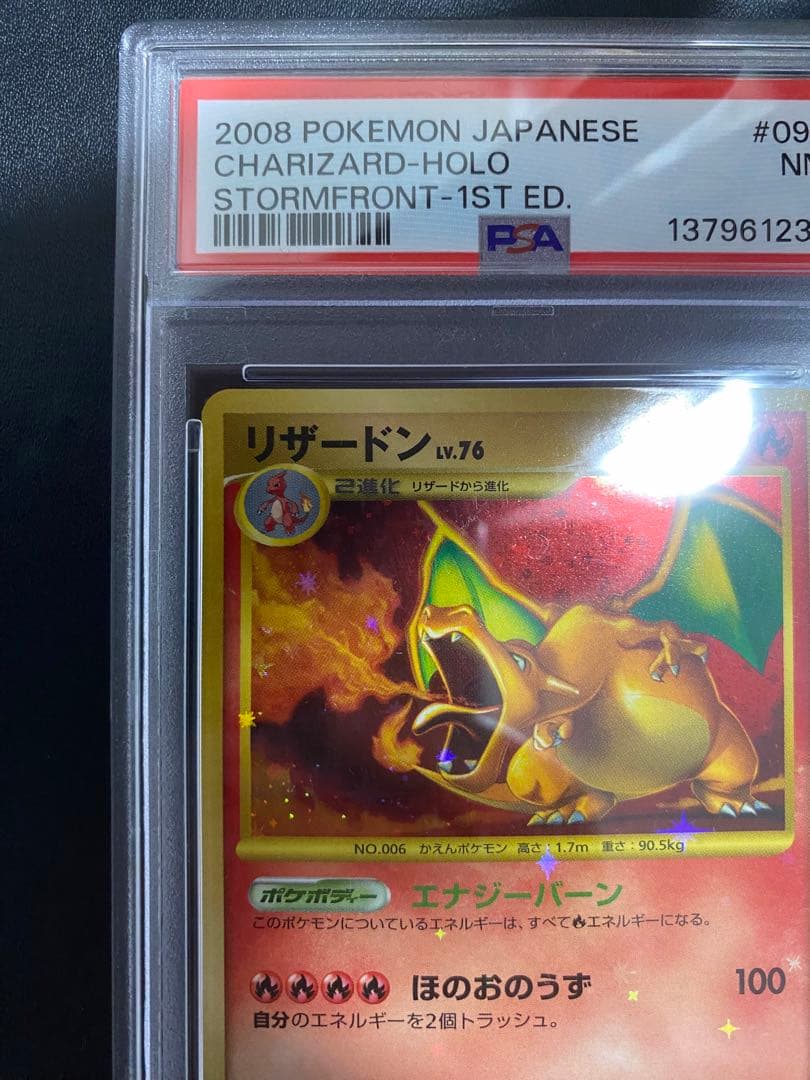 2008 POKEMON JAPANESE #09
CHARIZARD-HOLO NM
STORMFRONT-1ST ED.
PSA 13796123
リザードン LV.76
2進化 リザードから進化
NO.006 かえんポケモン 高さ:1.7m 重さ:90.5kg
ポケボディー エナジーバーン
このポケモンについているエネルギーは、すべてエネルギーになる。
ほのおのうず 100
自分のエネルギーを2個トラッシュ。